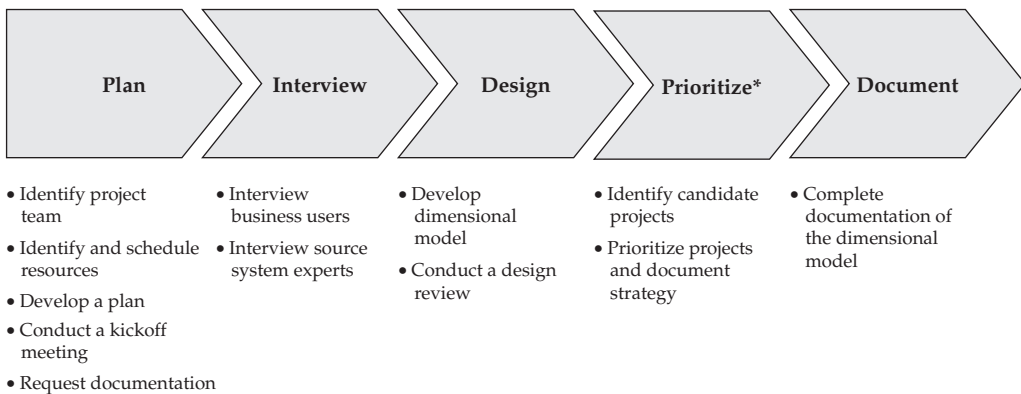 Plan
Interview
Design
Prioritize*
Document
• Identify project
team
• Identify and schedule
resources
• Develop a plan
• Conduct a kickoff
meeting
• Request documentation
• Interview
business users
• Interview source
system experts
• Develop
dimensional
model
• Conduct a design
review
• Identify candidate
projects
• Prioritize projects
and document
strategy
• Complete
documentation of
the dimensional
model